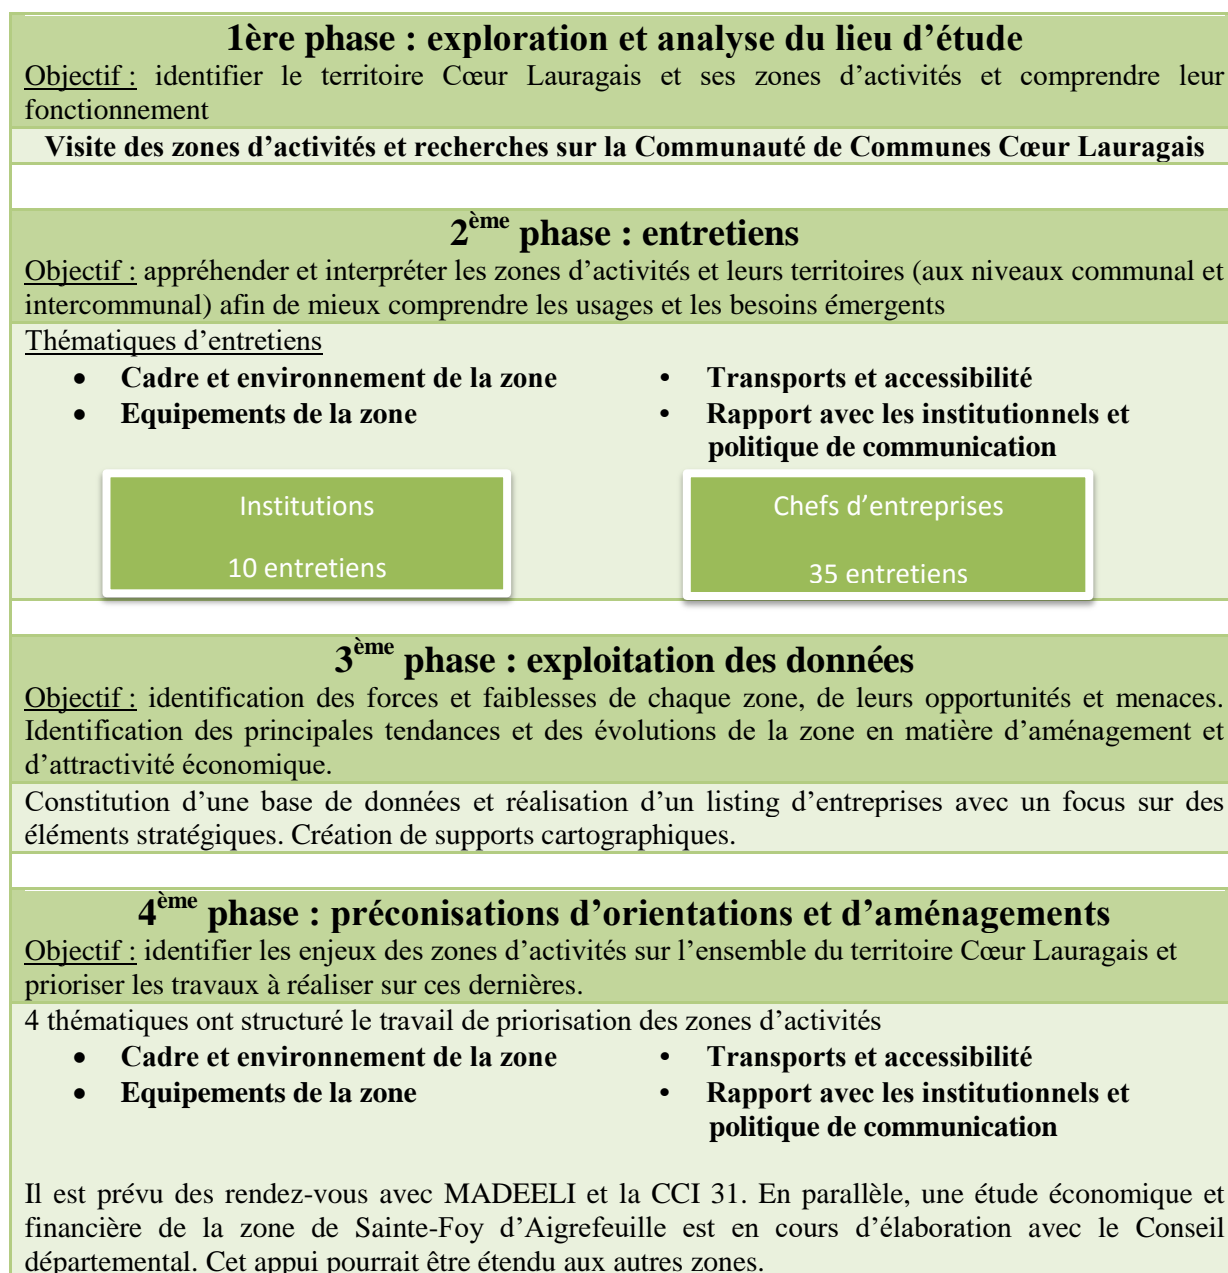 1ère phase : exploration et analyse du lieu d’étude
Objectif : identifier le territoire Cœur Lauragais et ses zones d’activités et comprendre leur
fonctionnement
Visite des zones d’activités et recherches sur la Communauté de Communes Cœur Lauragais
2ème phase : entretiens
Objectif : appréhender et interpréter les zones d’activités et leurs territoires (aux niveaux communal et
intercommunal) afin de mieux comprendre les usages et les besoins émergents
Thématiques d’entretiens
• Cadre et environnement de la zone
• Equipements de la zone
• Transports et accessibilité
• Rapport avec les institutionnels et
politique de communication
Institutions
10 entretiens
Chefs d’entreprises
35 entretiens
3ème phase : exploitation des données
Objectif : identification des forces et faiblesses de chaque zone, de leurs opportunités et menaces.
Identification des principales tendances et des évolutions de la zone en matière d’aménagement et
d’attractivité économique.
Constitution d’une base de données et réalisation d’un listing d’entreprises avec un focus sur des
éléments stratégiques. Création de supports cartographiques.
4ème phase : préconisations d’orientations et d’aménagements
Objectif : identifier les enjeux des zones d’activités sur l’ensemble du territoire Cœur Lauragais et
prioriser les travaux à réaliser sur ces dernières.
4 thématiques ont structuré le travail de priorisation des zones d’activités
• Cadre et environnement de la zone
• Equipements de la zone
• Transports et accessibilité
• Rapport avec les institutionnels et
politique de communication
Il est prévu des rendez-vous avec MADEELI et la CCI 31. En parallèle, une étude économique et
financière de la zone de Sainte-Foy d’Aigrefeuille est en cours d’élaboration avec le Conseil
départemental. Cet appui pourrait être étendu aux autres zones.